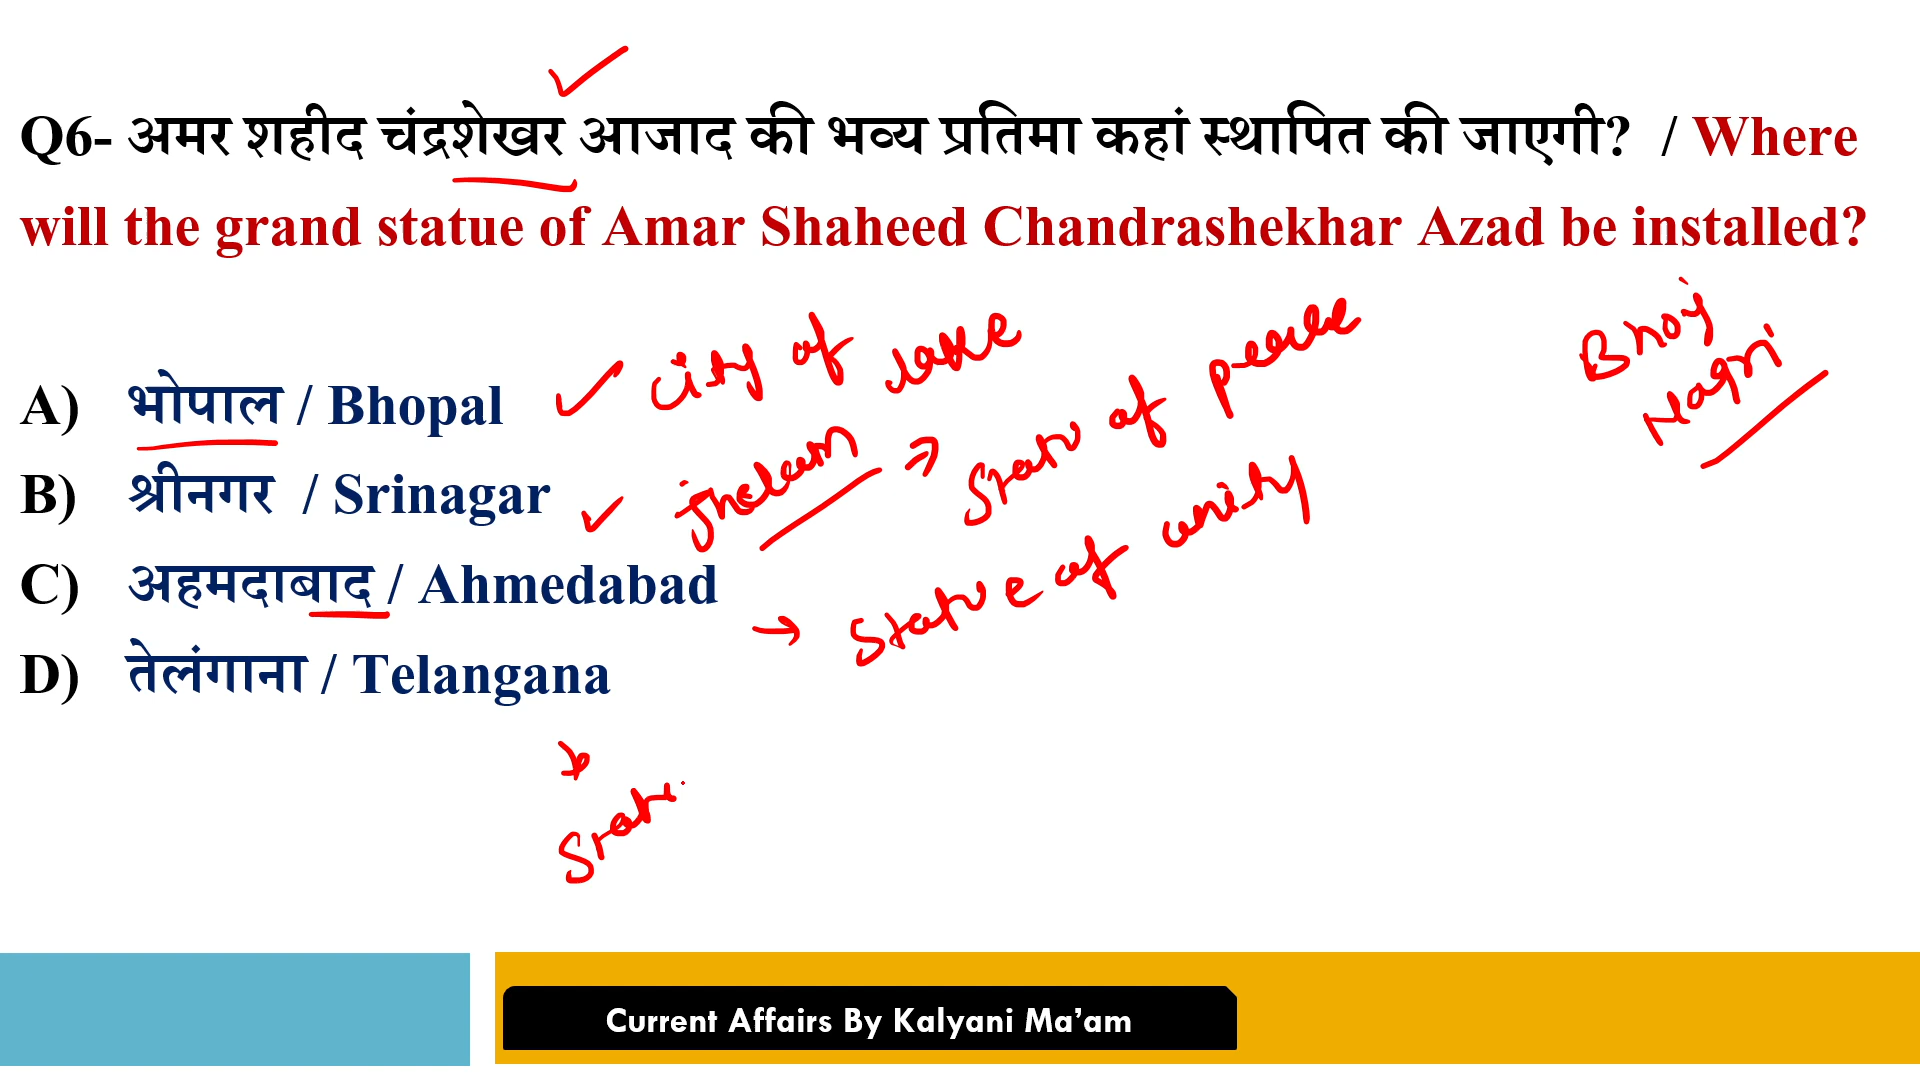 Q6- अमर शहीद चंद्रशेखर आजाद की भव्य प्रतिमा कहां स्थापित की जाएगी? / Where
will the grand statue of Amar Shaheed Chandrashekhar Azad be installed?
Bhoj
Nagri
A) भोपाल / Bhopal
city of lake
B) श्रीनगर / Srinagar
jhelam → Statu of peace
C) अहमदाबाद / Ahmedabad
→ Statue of unity
D) तेलंगाना / Telangana
Current Affairs By Kalyani Ma’am